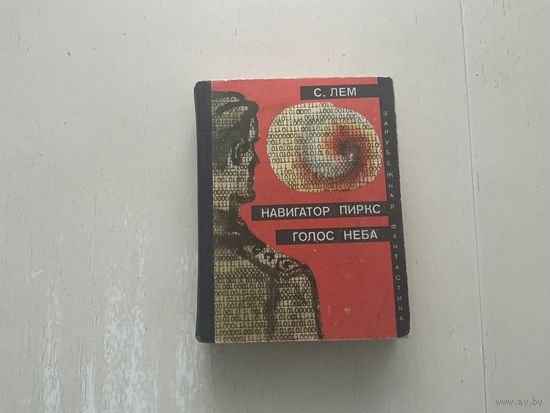 С. ЛЕМ
НАВИГАТОР ПИРКС
ГОЛОС НЕБА
ЗАРУБЕЖНАЯ ФАНТАСТИКА
www.ay.by